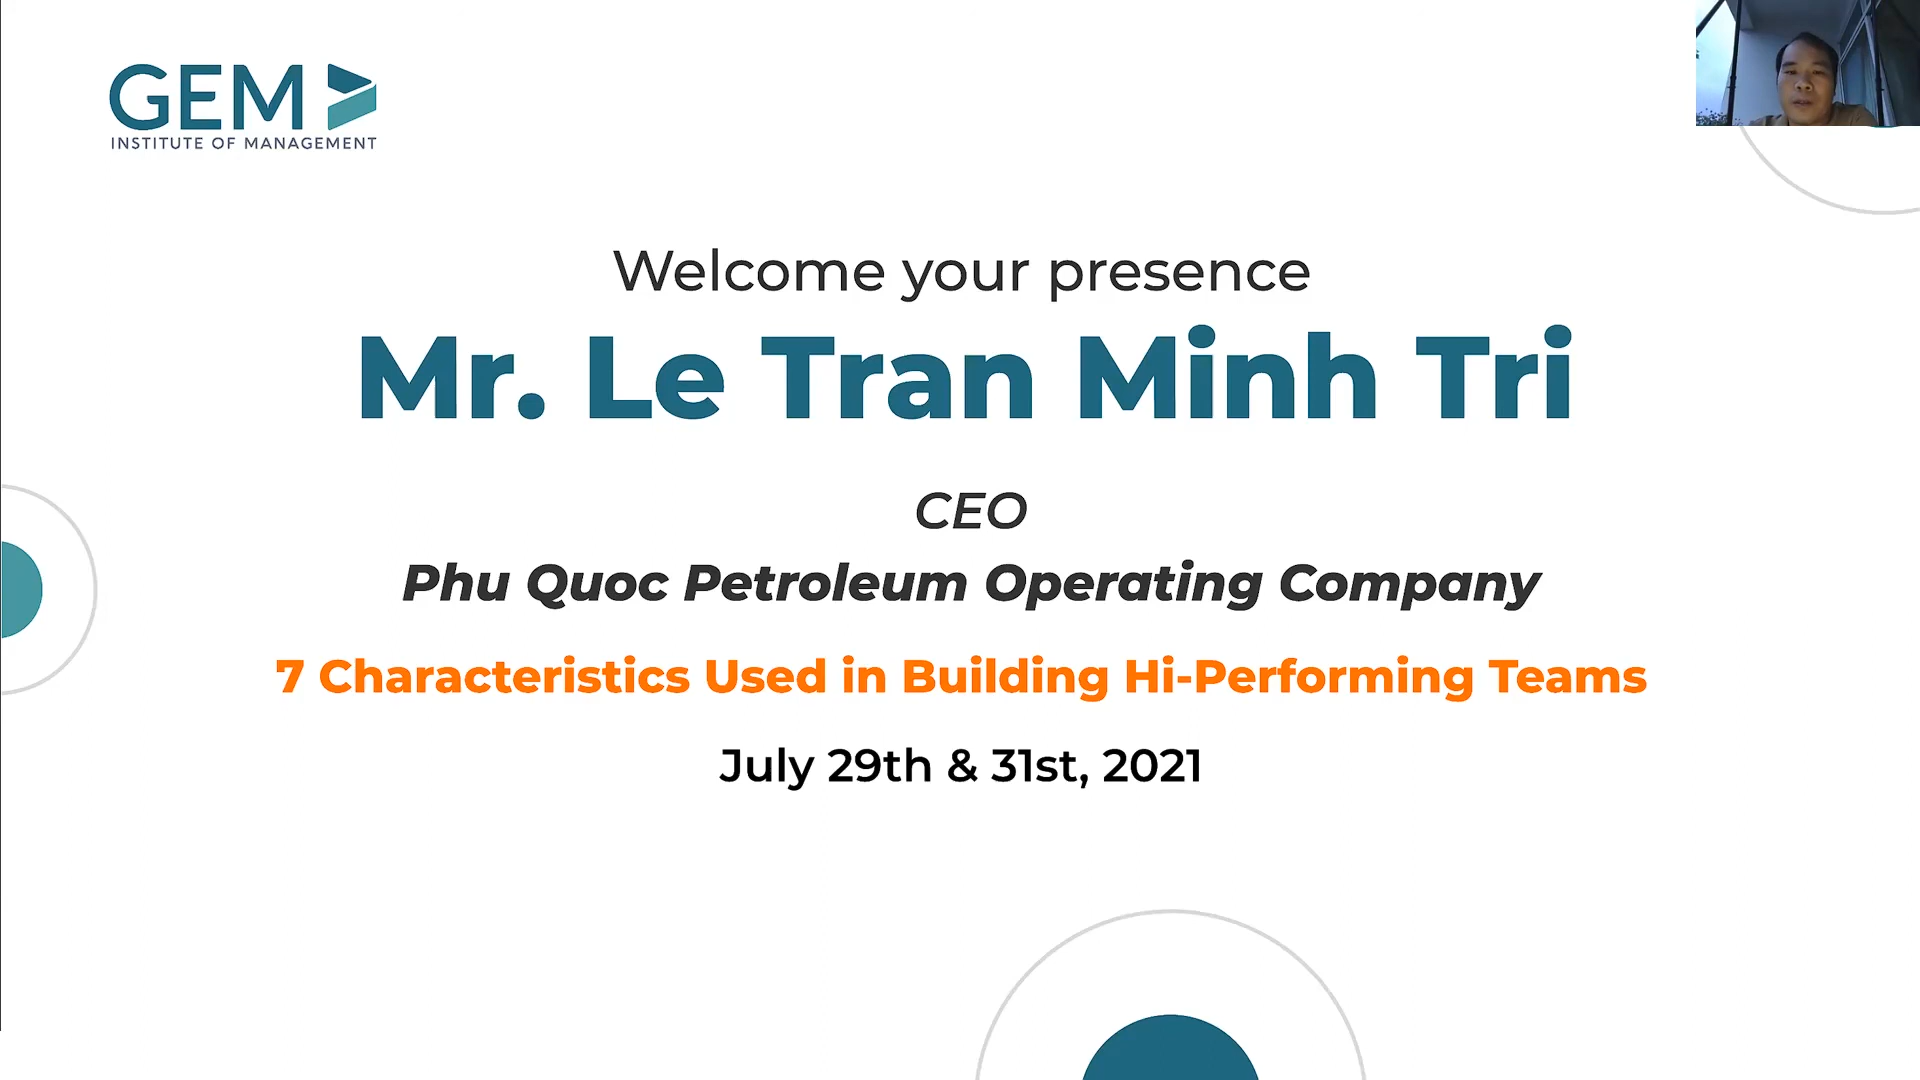 GEM
INSTITUTE OF MANAGEMENT
Welcome your presence
Mr. Le Tran Minh Tri
CEO
Phu Quoc Petroleum Operating Company
7 Characteristics Used in Building Hi-Performing Teams
July 29th & 31st, 2021